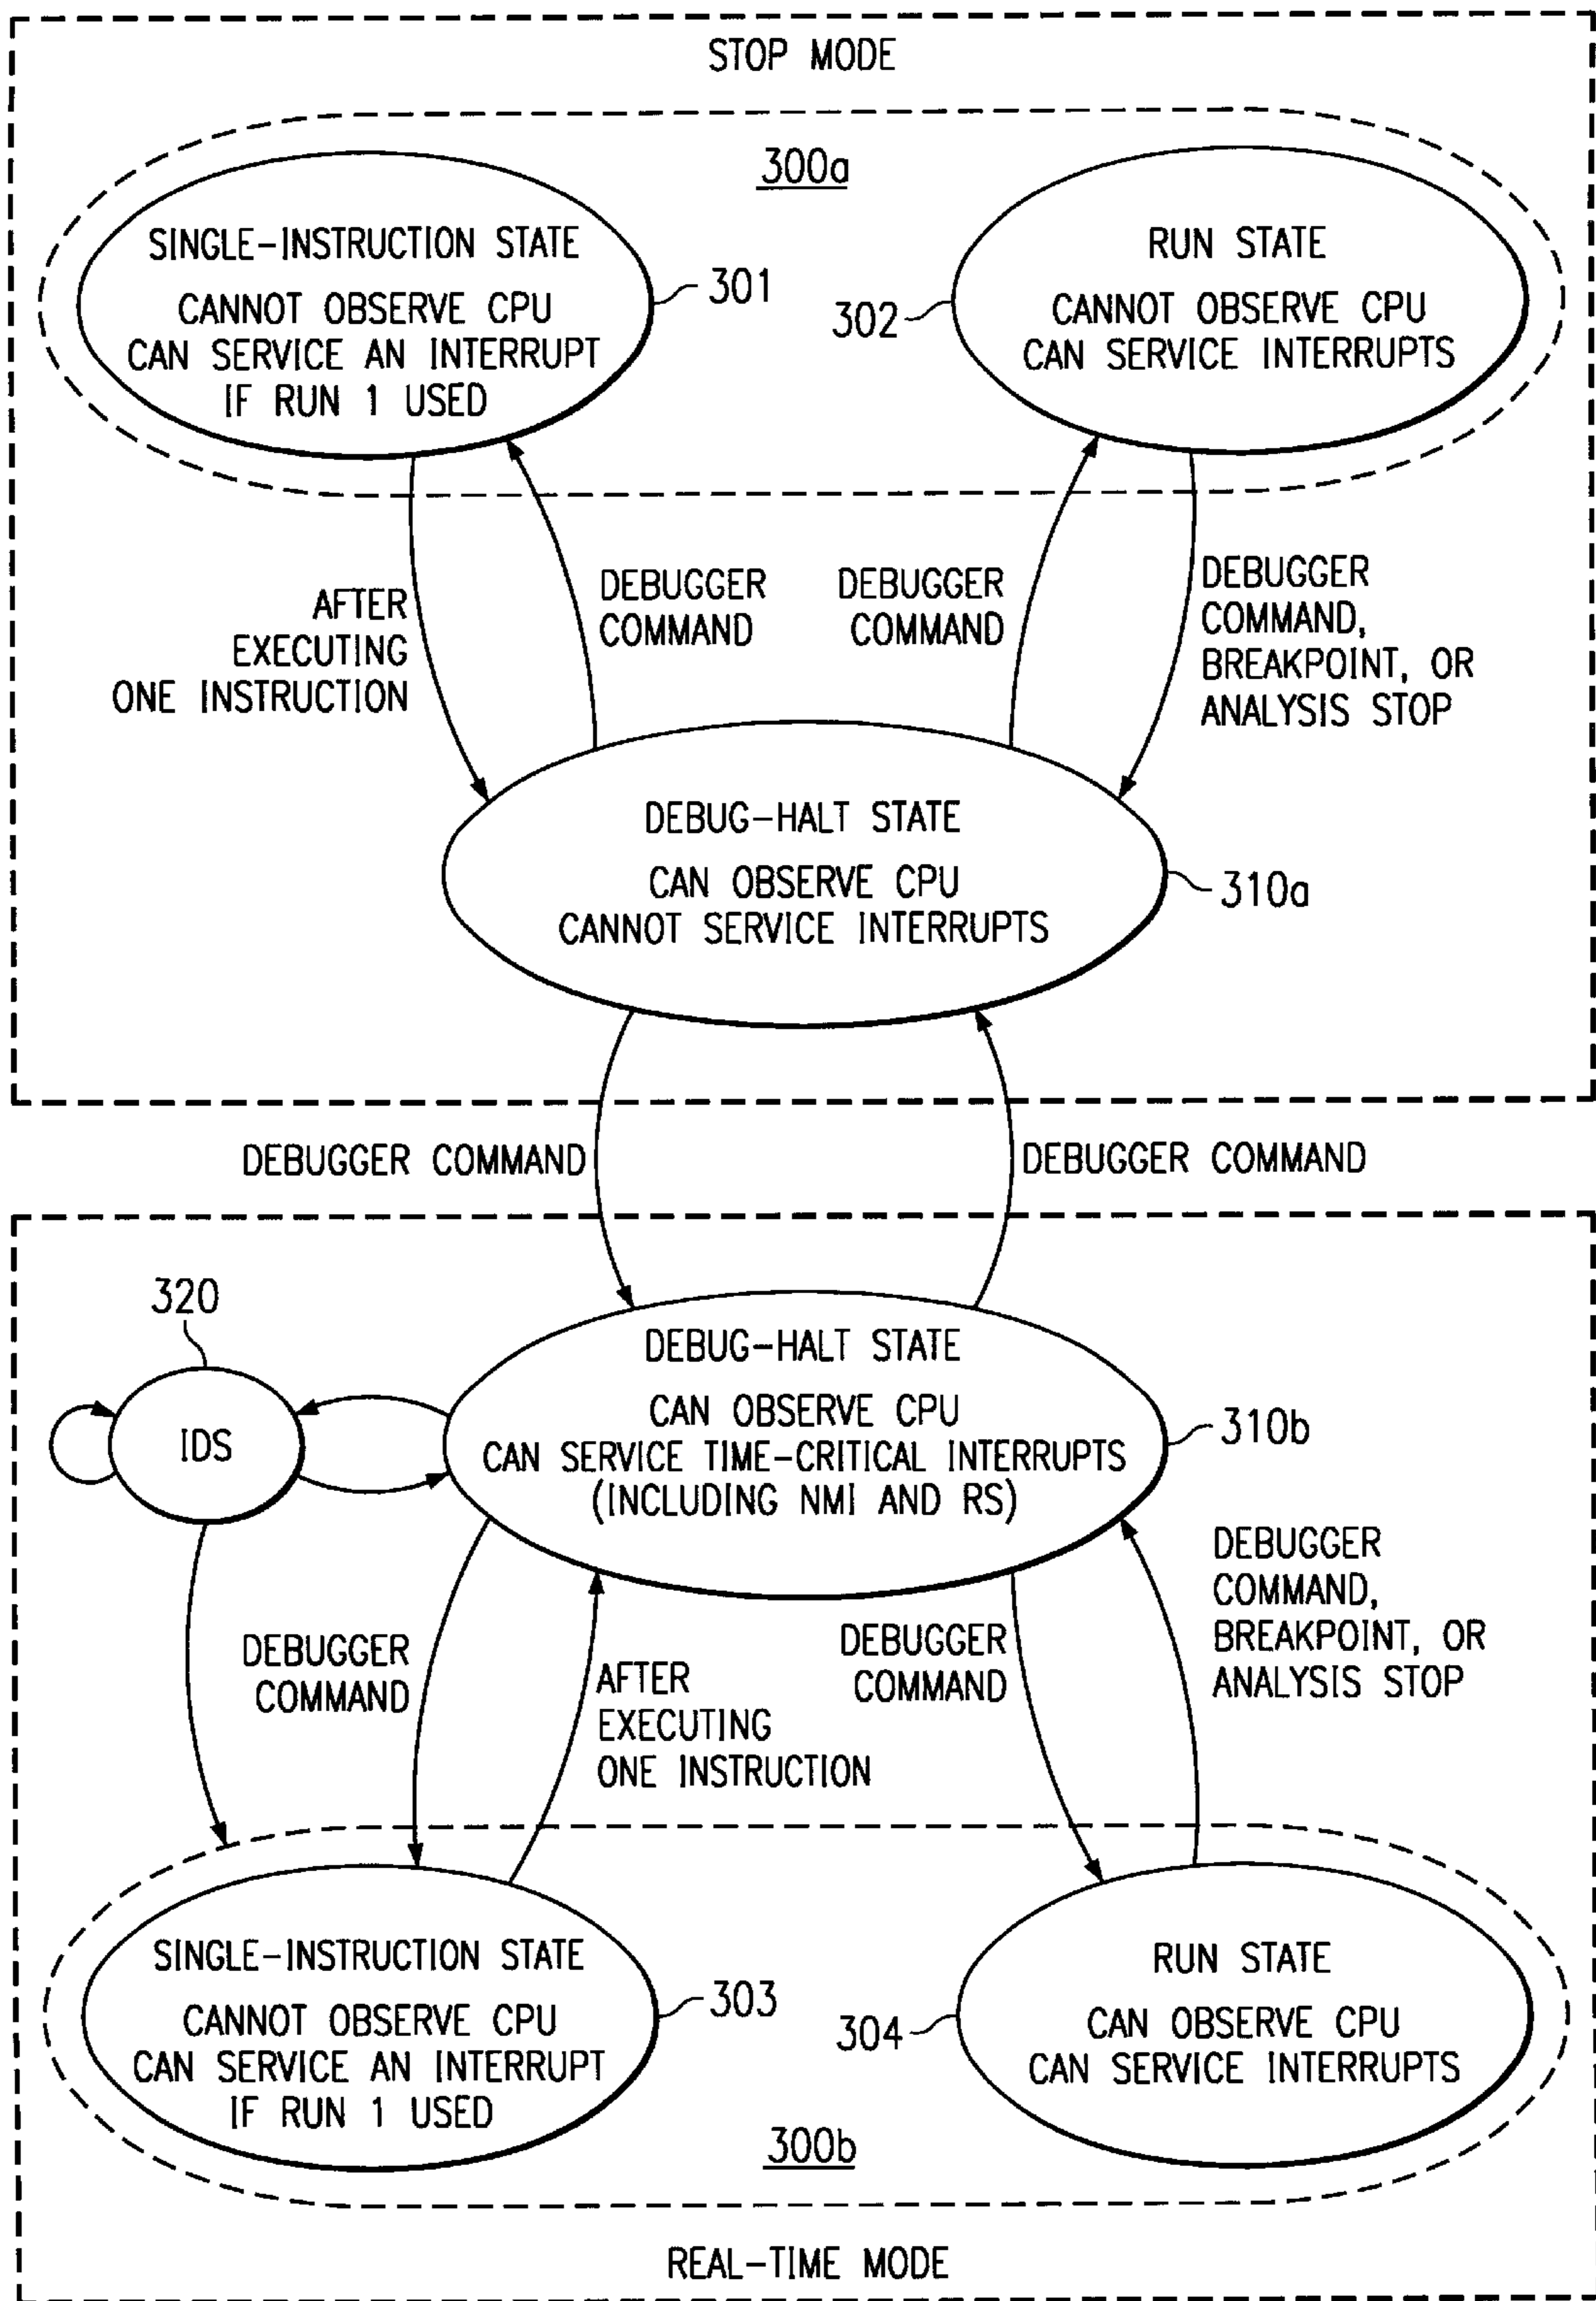 STOP MODE
300a
SINGLE-INSTRUCTION STATE
CANNOT OBSERVE CPU
CAN SERVICE AN INTERRUPT
IF RUN 1 USED
301
RUN STATE
CANNOT OBSERVE CPU
CAN SERVICE INTERRUPTS
302
AFTER
EXECUTING
ONE INSTRUCTION
DEBUGGER
COMMAND
DEBUGGER
COMMAND
DEBUGGER
COMMAND,
BREAKPOINT, OR
ANALYSIS STOP
DEBUG-HALT STATE
CAN OBSERVE CPU
CANNOT SERVICE INTERRUPTS
310a
DEBUGGER COMMAND
DEBUGGER COMMAND
320
IDS
DEBUG-HALT STATE
CAN OBSERVE CPU
CAN SERVICE TIME-CRITICAL INTERRUPTS
(INCLUDING NMI AND RS)
310b
DEBUGGER
COMMAND
AFTER
EXECUTING
ONE INSTRUCTION
DEBUGGER
COMMAND
DEBUGGER
COMMAND,
BREAKPOINT, OR
ANALYSIS STOP
SINGLE-INSTRUCTION STATE
CANNOT OBSERVE CPU
CAN SERVICE AN INTERRUPT
IF RUN 1 USED
303
RUN STATE
CAN OBSERVE CPU
CAN SERVICE INTERRUPTS
304
300b
REAL-TIME MODE